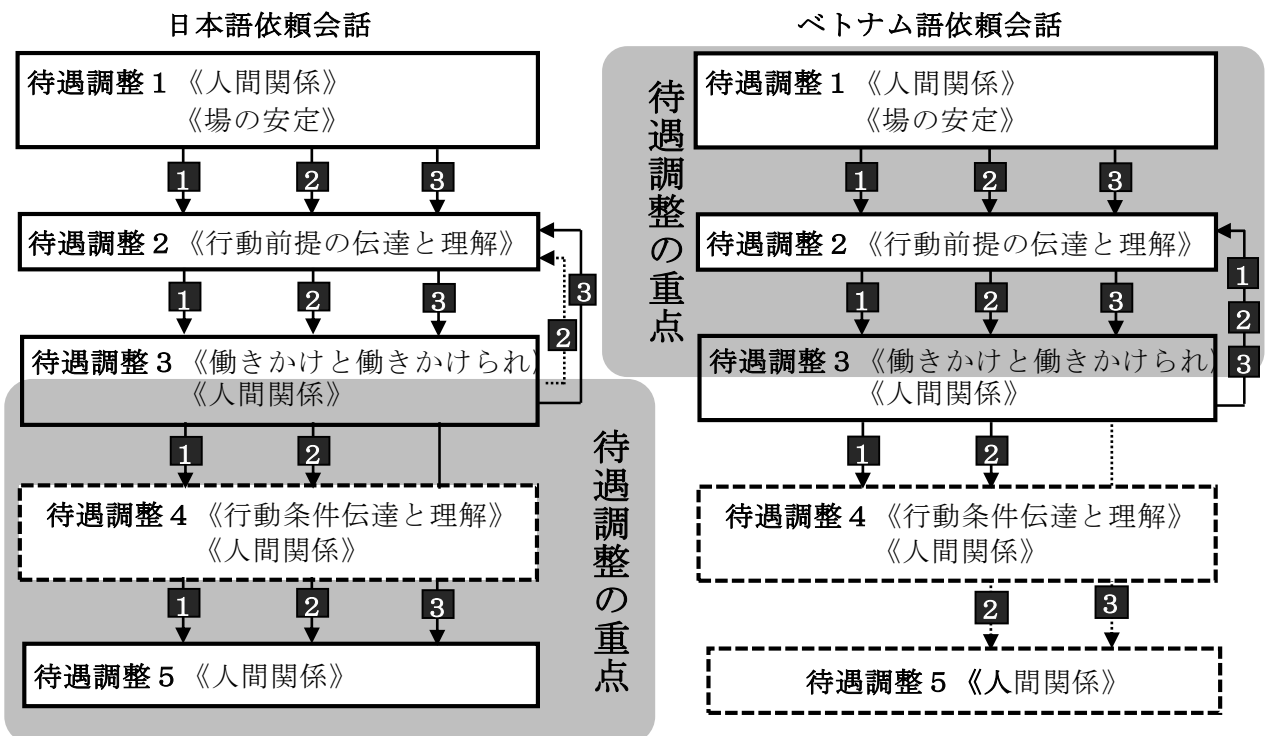 日本語依頼会話
待遇調整1《人間関係》
《場の安定》
1 2 3
待遇調整2《行動前提の伝達と理解》
1 2 3
3
2
待遇調整3《働きかけと働きかけられ》
《人間関係》
1 2
待遇調整4《行動条件伝達と理解》
《人間関係》
1 2 3
待遇調整5《人間関係》
待遇調整の重点
ベトナム語依頼会話
待遇調整の重点
待遇調整1《人間関係》
《場の安定》
1 2 3
待遇調整2《行動前提の伝達と理解》
1 2 3
1
2
3
待遇調整3《働きかけと働きかけられ》
《人間関係》
1 2
待遇調整4《行動条件伝達と理解》
《人間関係》
2 3
待遇調整5《人間関係》